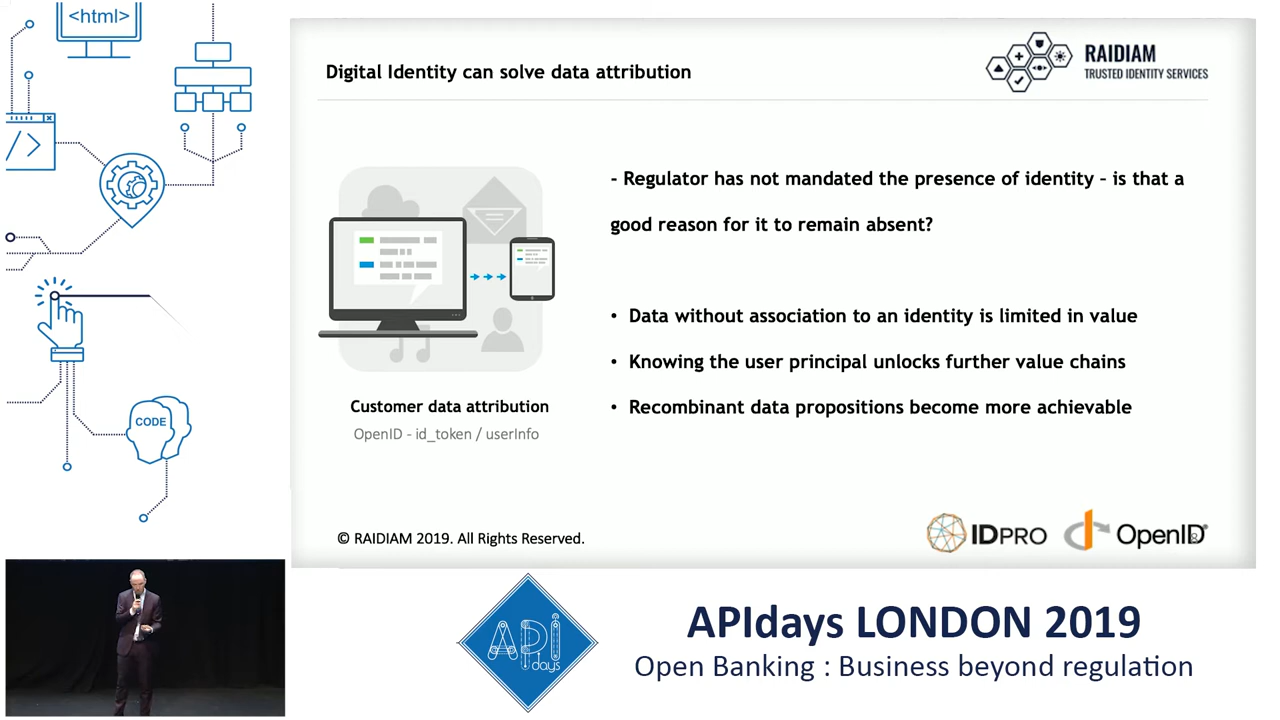 <html>
/>
CODE
Digital Identity can solve data attribution
RAIDIAM
TRUSTED IDENTITY SERVICES
- Regulator has not mandated the presence of identity – is that a
good reason for it to remain absent?
• Data without association to an identity is limited in value
• Knowing the user principal unlocks further value chains
• Recombinant data propositions become more achievable
Customer data attribution
OpenID - id_token / userInfo
© RAIDIAM 2019. All Rights Reserved.
IDPRO
OpenID®
8
API days
APIdays LONDON 2019
Open Banking : Business beyond regulation